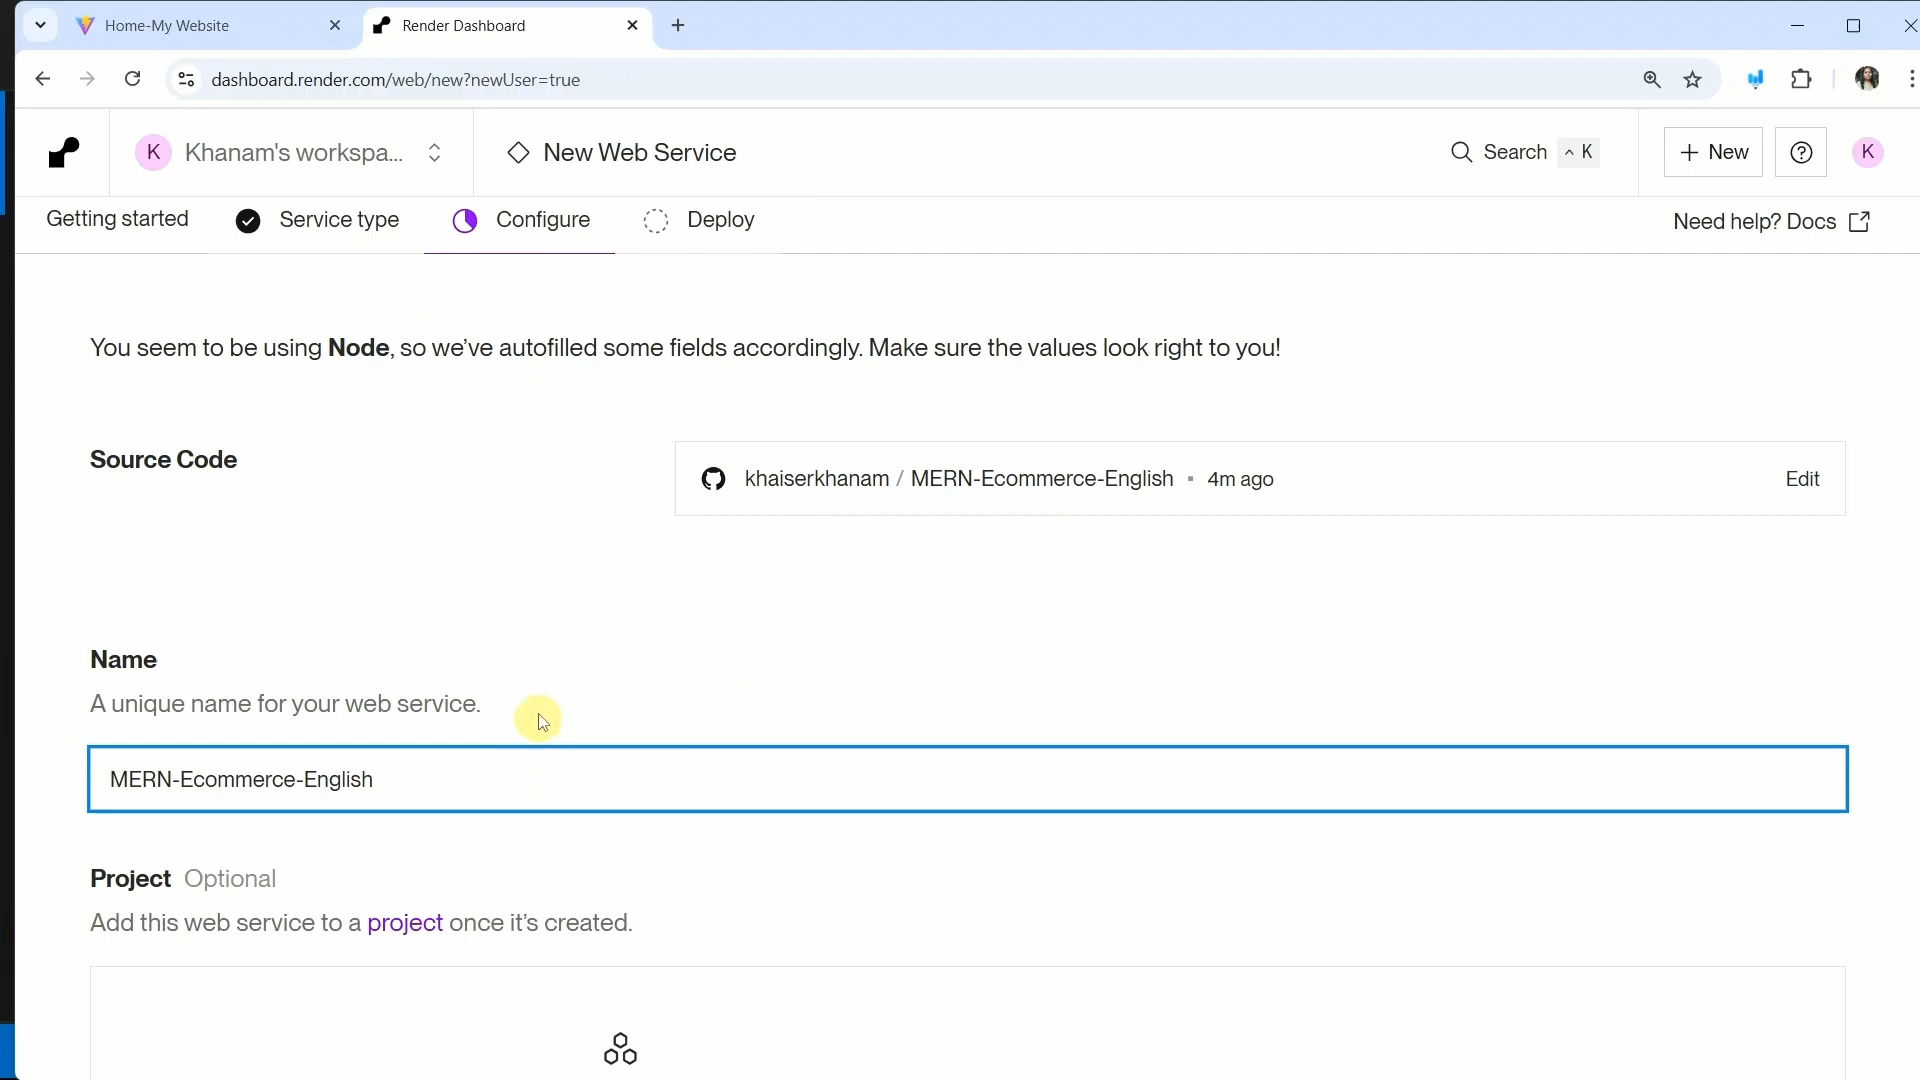 Home-My Website
Render Dashboard
dashboard.render.com/web/new?newUser=true
K Khanam's workspa...
New Web Service
Search ^ K
+ New
K
Getting started
Service type
Configure
Deploy
Need help? Docs
You seem to be using Node, so we've autofilled some fields accordingly. Make sure the values look right to you!
Source Code
khaiserkhanam / MERN-Ecommerce-English ▪ 4m ago
Edit
Name
A unique name for your web service.
MERN-Ecommerce-English
Project Optional
Add this web service to a project once it's created.